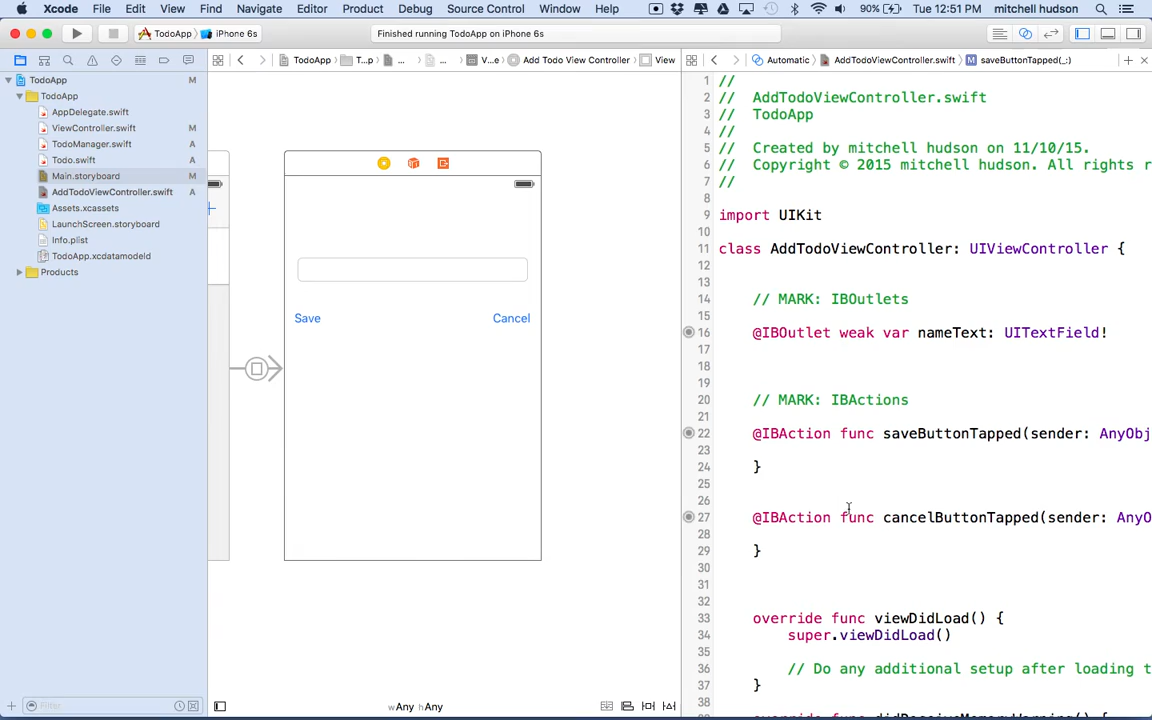 Xcode File Edit View Find Navigate Editor Product Debug Source Control Window Help 90% Tue 12:51 PM mitchell hudson
TodoApp iPhone 6s Finished running TodoApp on iPhone 6s
TodoApp T...p ... ... V...e Add Todo View Controller View Automatic AddTodoViewController.swift saveButtonTapped(_:)
TodoApp M
TodoApp
AppDelegate.swift
ViewController.swift M
TodoManager.swift A
Todo.swift A
Main.storyboard M
AddTodoViewController.swift A
Assets.xcassets
LaunchScreen.storyboard
Info.plist
TodoApp.xcdatamodeld
Products
Filter
Save Cancel
wAny hAny
1 //
2 // AddTodoViewController.swift
3 // TodoApp
4 //
5 // Created by mitchell hudson on 11/10/15.
6 // Copyright © 2015 mitchell hudson. All rights r
7 //
8
9 import UIKit
10
11 class AddTodoViewController: UIViewController {
12
13
14 // MARK: IBOutlets
15
16 @IBOutlet weak var nameText: UITextField!
17
18
19
20 // MARK: IBActions
21
22 @IBAction func saveButtonTapped(sender: AnyObj
23
24 }
25
26
27 @IBAction func cancelButtonTapped(sender: AnyO
28
29 }
30
31
32
33 override func viewDidLoad() {
34 super.viewDidLoad()
35
36 // Do any additional setup after loading t
37 }
38
override func didReceiveMemoryWarning() {